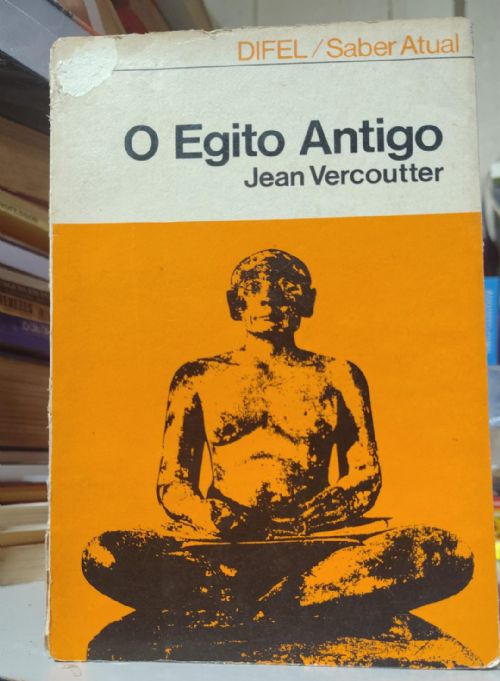 DIFEL / Saber Atual
O Egito Antigo
Jean Vercoutter